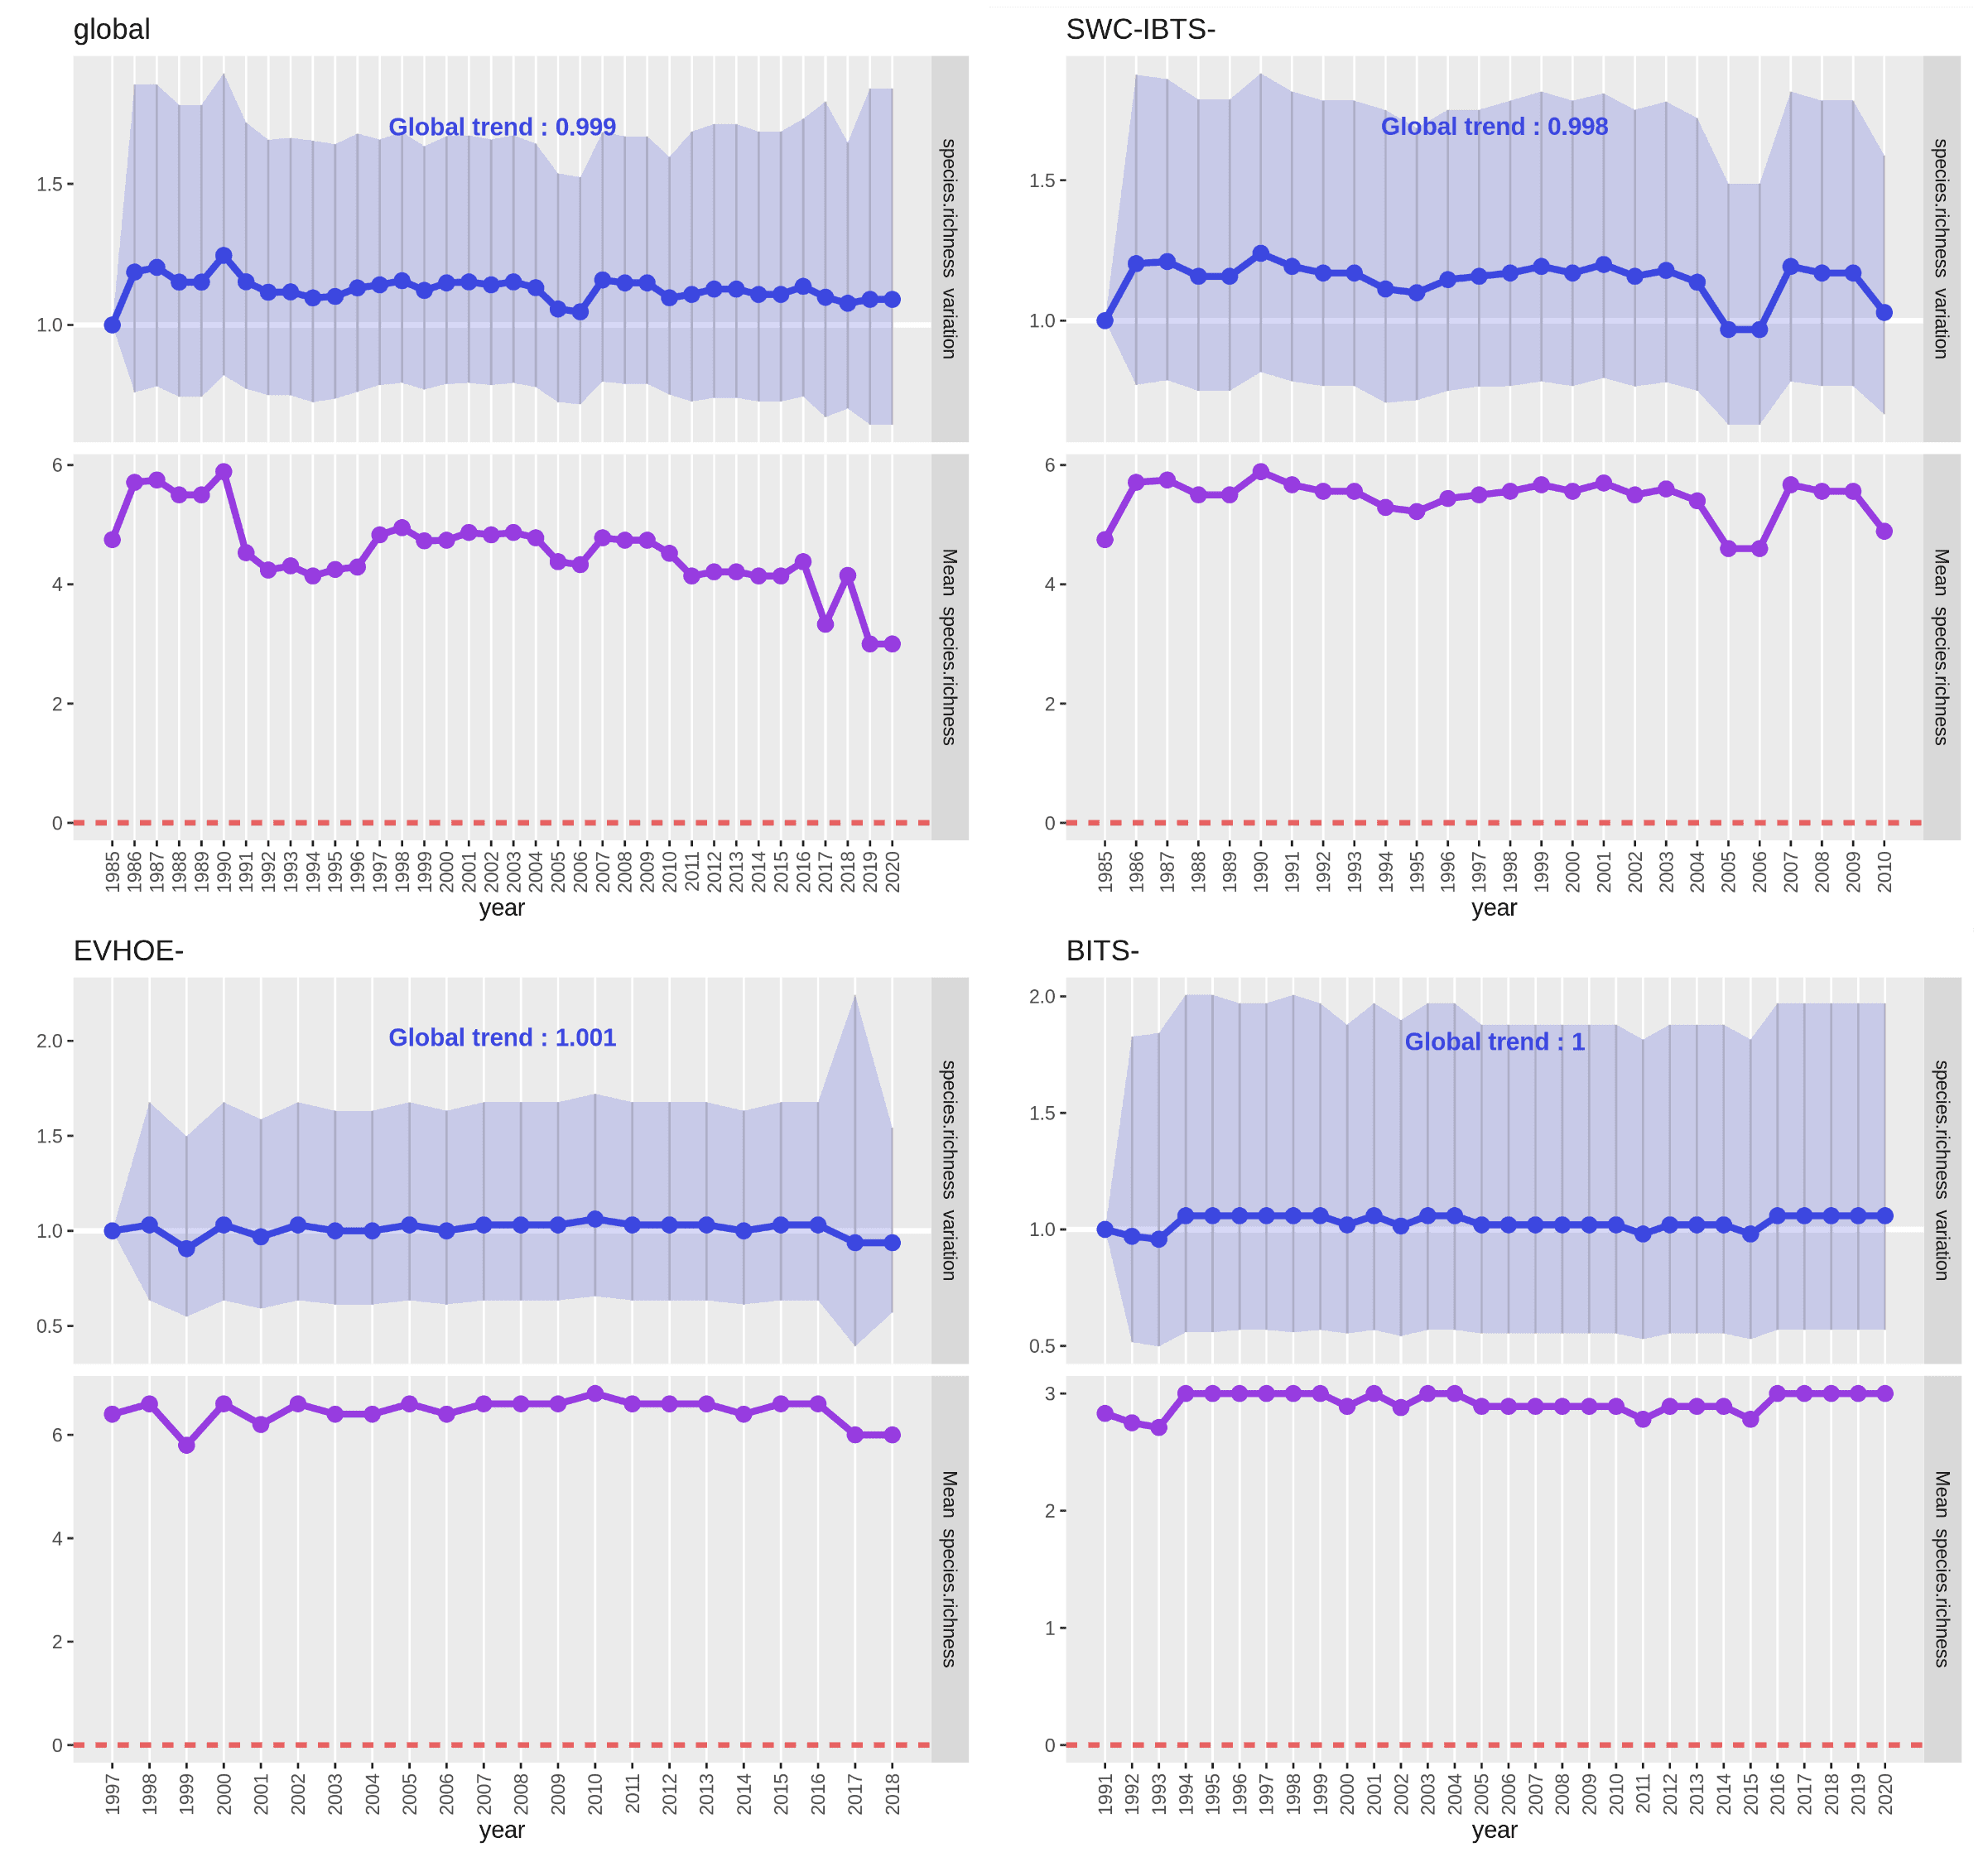 global
Global trend : 0.999
1.5
1.0
species.richness variation
6
4
2
0
Mean species.richness
1985 1986 1987 1988 1989 1990 1991 1992 1993 1994 1995 1996 1997 1998 1999 2000 2001 2002 2003 2004 2005 2006 2007 2008 2009 2010 2011 2012 2013 2014 2015 2016 2017 2018 2019 2020
year
SWC-IBTS-
Global trend : 0.998
1.5
1.0
species.richness variation
6
4
2
0
Mean species.richness
1985 1986 1987 1988 1989 1990 1991 1992 1993 1994 1995 1996 1997 1998 1999 2000 2001 2002 2003 2004 2005 2006 2007 2008 2009 2010
year
EVHOE-
Global trend : 1.001
2.0
1.5
1.0
0.5
species.richness variation
6
4
2
0
Mean species.richness
1997 1998 1999 2000 2001 2002 2003 2004 2005 2006 2007 2008 2009 2010 2011 2012 2013 2014 2015 2016 2017 2018
year
BITS-
2.0
Global trend : 1
1.5
1.0
0.5
species.richness variation
3
2
1
0
Mean species.richness
1991 1992 1993 1994 1995 1996 1997 1998 1999 2000 2001 2002 2003 2004 2005 2006 2007 2008 2009 2010 2011 2012 2013 2014 2015 2016 2017 2018 2019 2020
year